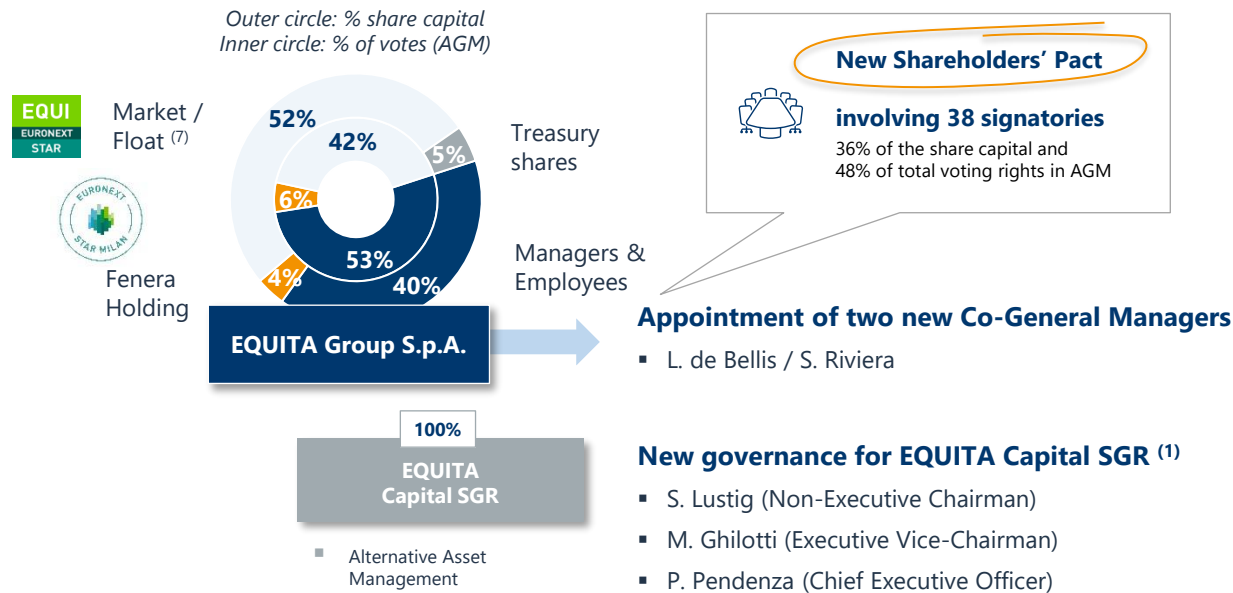 Outer circle: % share capital
Inner circle: % of votes (AGM)
EQUI
EURONEXT
STAR
Market /
Float (7)
EURONEXT
STAR MILAN
Fenera
Holding
52%
42%
5%
6%
53%
4%
40%
Treasury
shares
Managers &
Employees
New Shareholders' Pact
involving 38 signatories
36% of the share capital and
48% of total voting rights in AGM
EQUITA Group S.p.A.
Appointment of two new Co-General Managers
▪ L. de Bellis / S. Riviera
100%
EQUITA
Capital SGR
▪ Alternative Asset
Management
New governance for EQUITA Capital SGR (1)
▪ S. Lustig (Non-Executive Chairman)
▪ M. Ghilotti (Executive Vice-Chairman)
▪ P. Pendenza (Chief Executive Officer)